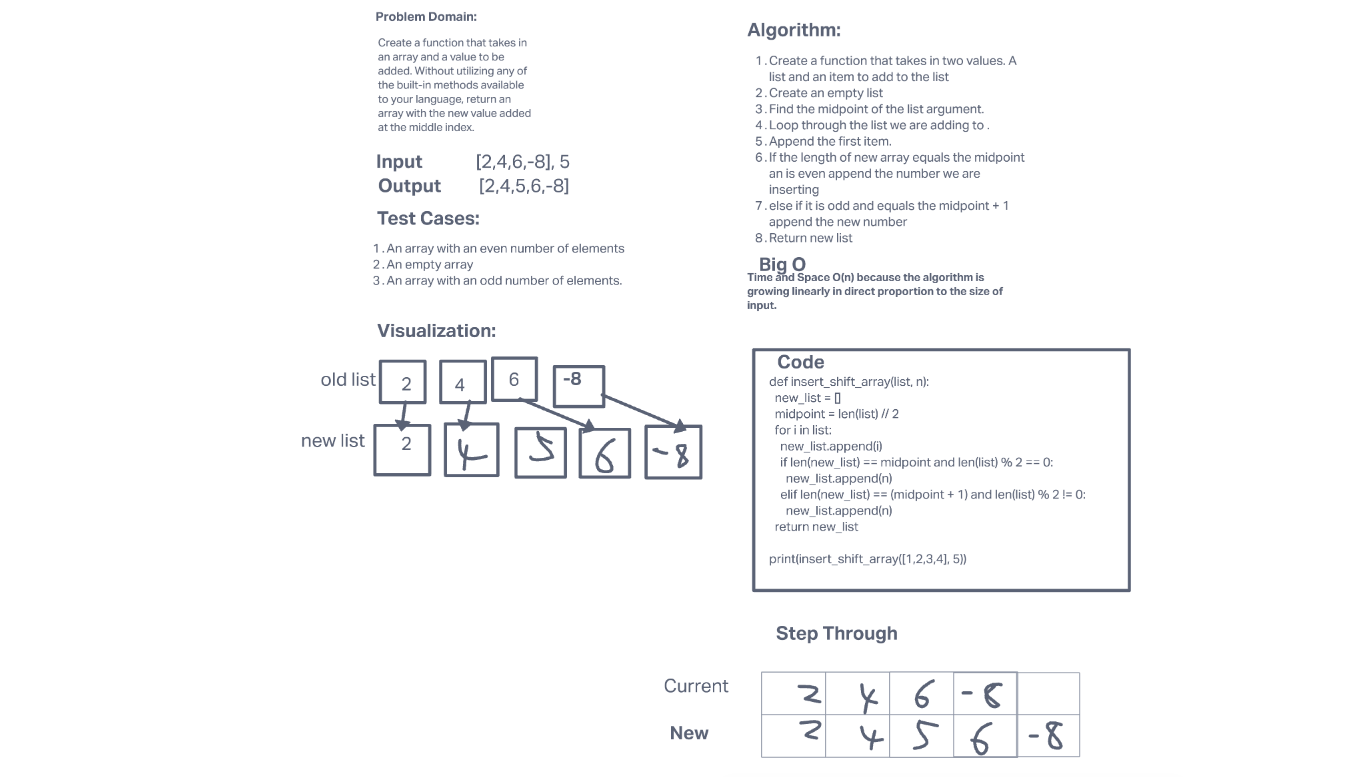 Problem Domain:
Create a function that takes in
an array and a value to be
added. Without utilizing any of
the built-in methods available
to your language, return an
array with the new value added
at the middle index.
Input [2,4,6,-8], 5
Output [2,4,5,6,-8]
Test Cases:
1. An array with an even number of elements
2. An empty array
3. An array with an odd number of elements.
Visualization:
old list 2 4 6 -8
new list 2 4 5 6 -8
Algorithm:
1. Create a function that takes in two values. A
list and an item to add to the list
2. Create an empty list
3. Find the midpoint of the list argument.
4. Loop through the list we are adding to .
5. Append the first item.
6. If the length of new array equals the midpoint
an is even append the number we are
inserting
7. else if it is odd and equals the midpoint + 1
append the new number
8. Return new list
Big O
Time and Space O(n) because the algorithm is
growing linearly in direct proportion to the size of
input.
Code
def insert_shift_array(list, n):
new_list = []
midpoint = len(list) // 2
for i in list:
new_list.append(i)
if len(new_list) == midpoint and len(list) % 2 == 0:
new_list.append(n)
elif len(new_list) == (midpoint + 1) and len(list) % 2 != 0:
new_list.append(n)
return new_list
print(insert_shift_array([1,2,3,4], 5))
Step Through
Current 2 4 6 -8
New 2 4 5 6 -8